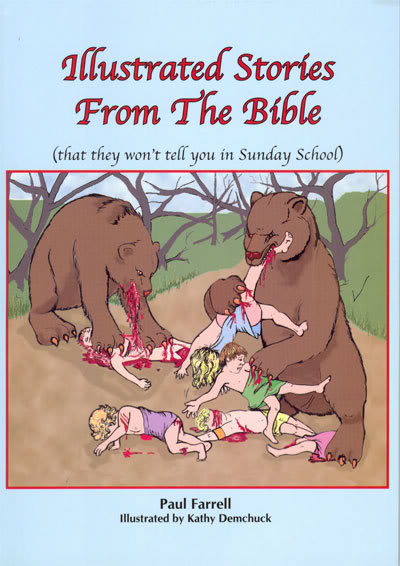 Illustrated Stories
From The Bible
(that they won't tell you in Sunday School)
Paul Farrell
Illustrated by Kathy Demchuck